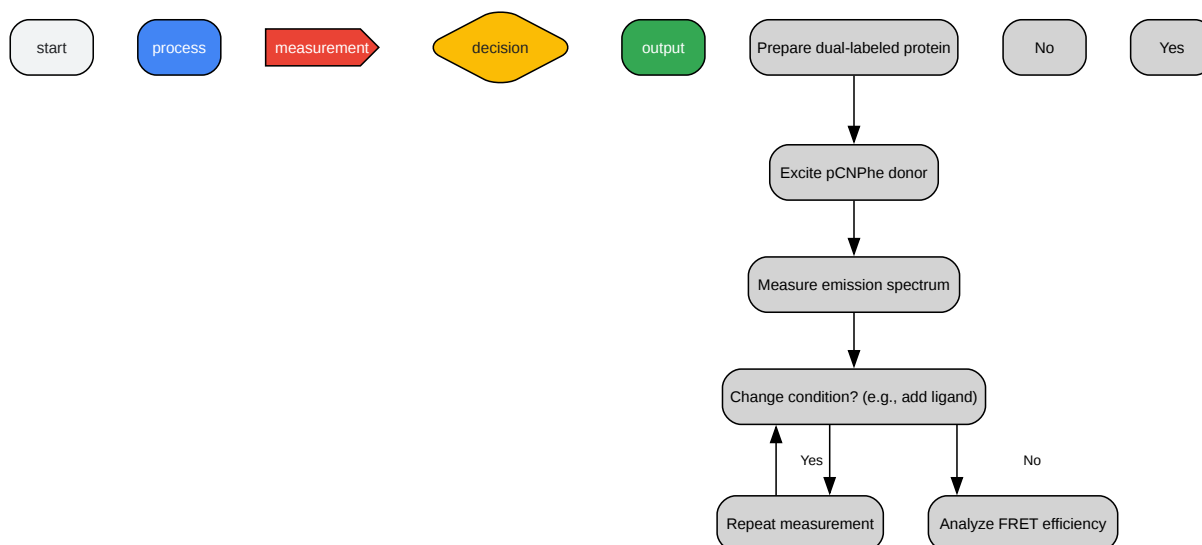 start
process
measurement
decision
output
Prepare dual-labeled protein
No
Yes
Excite pCNPhe donor
Measure emission spectrum
Change condition? (e.g., add ligand)
Yes
No
Repeat measurement
Analyze FRET efficiency